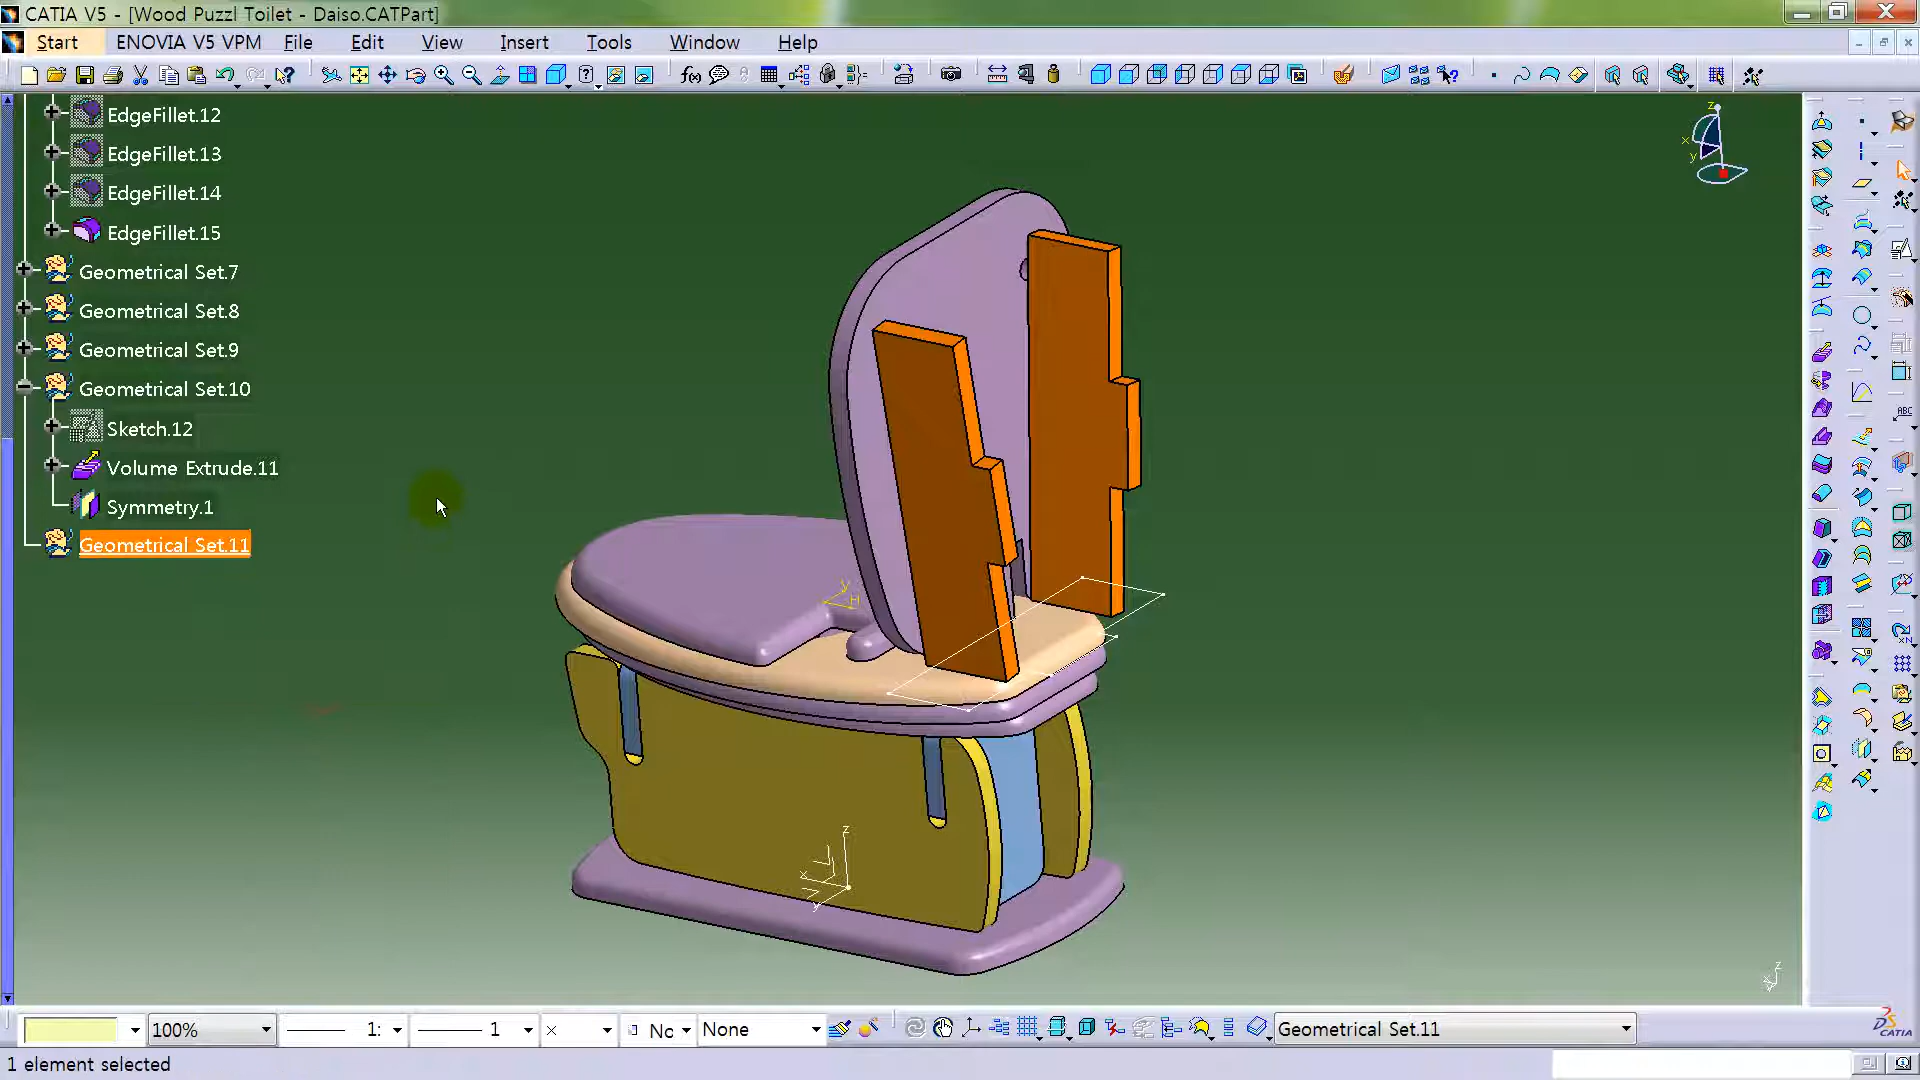 CATIA V5 - [Wood Puzzl Toilet - Daiso.CATPart]
Start ENOVIA V5 VPM File Edit View Insert Tools Window Help
EdgeFillet.12
EdgeFillet.13
EdgeFillet.14
EdgeFillet.15
Geometrical Set.7
Geometrical Set.8
Geometrical Set.9
Geometrical Set.10
Sketch.12
Volume Extrude.11
Symmetry.1
Geometrical Set.11
z
x
y
y
H
z
x
y
z
x
100% 1: 1 Nc None Geometrical Set.11
CATIA
1 element selected